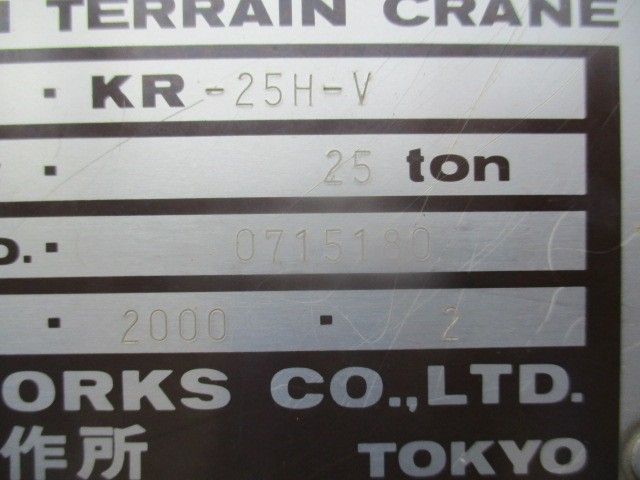 TERRAIN CRANE
· KR -25H-V
· 25 ton
· 0715180
· 2000 · 2
ORKS CO.,LTD.
作所 TOKYO